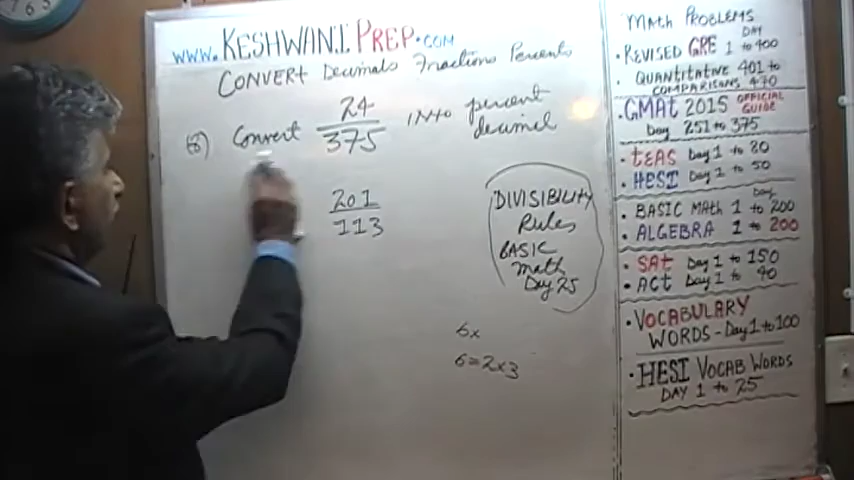 www.KESHWANI PREP.COM
CONVERT Decimals Fractions Percents
(8) Convert 24/375 INTO percent
decimal
201/113
DIVISIBILITY
Rules
BASIC
math
Day 25
6x
6=2x3
MATH PROBLEMS
DAY
• REVISED GRE 1 to 400
• QUANTITATIVE 401 to
COMPARISONS 470
• GMAT 2015 OFFICIAL GUIDE
Day 251 to 375
• TEAS Day 1 to 80
• HESI Day 1 to 50
Day
• BASIC MATH 1 to 200
• ALGEBRA 1 to 200
• SAT Day 1 to 150
• ACT Day 1 to 90
• VOCABULARY
WORDS - Day 1 to 100
• HESI VOCAB WORDS
DAY 1 to 25
7 6 5